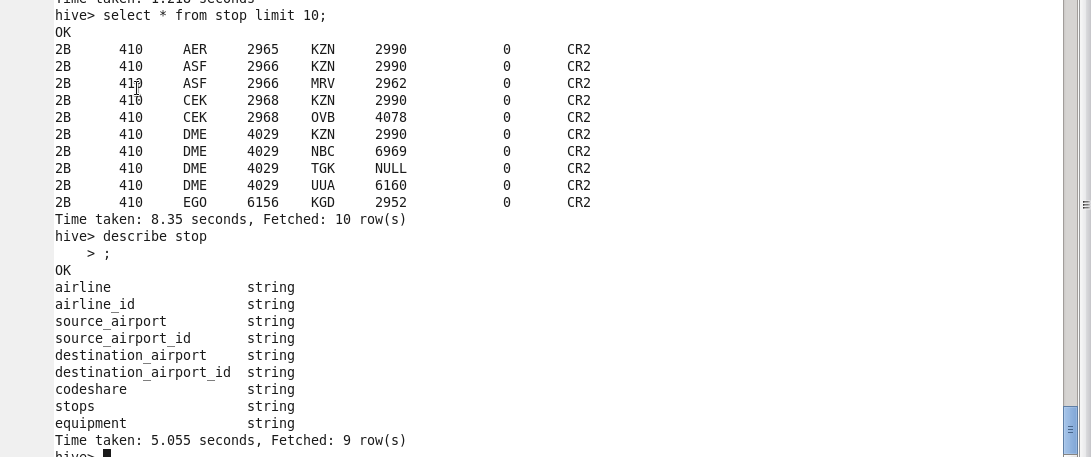 Time taken: 1.218 seconds
hive> select * from stop limit 10;
OK
2B 410 AER 2965 KZN 2990 0 CR2
2B 410 ASF 2966 KZN 2990 0 CR2
2B 410 ASF 2966 MRV 2962 0 CR2
2B 410 CEK 2968 KZN 2990 0 CR2
2B 410 CEK 2968 OVB 4078 0 CR2
2B 410 DME 4029 KZN 2990 0 CR2
2B 410 DME 4029 NBC 6969 0 CR2
2B 410 DME 4029 TGK NULL 0 CR2
2B 410 DME 4029 UUA 6160 0 CR2
2B 410 EGO 6156 KGD 2952 0 CR2
Time taken: 8.35 seconds, Fetched: 10 row(s)
hive> describe stop
> ;
OK
airline string
airline_id string
source_airport string
source_airport_id string
destination_airport string
destination_airport_id string
codeshare string
stops string
equipment string
Time taken: 5.055 seconds, Fetched: 9 row(s)
hive>